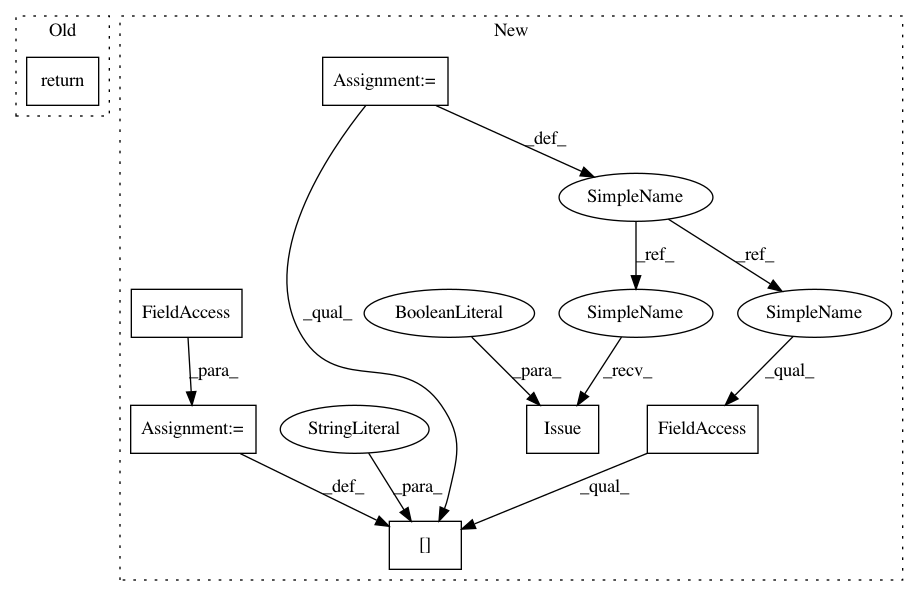 Old
New
return
Assignment:=
_def_
SimpleName
_ref_
_ref_
FieldAccess
_qual_
BooleanLiteral
SimpleName
SimpleName
_para_
_para_
_recv_
_qual_
Assignment:=
StringLiteral
Issue
FieldAccess
_def_
_para_
_qual_
[]